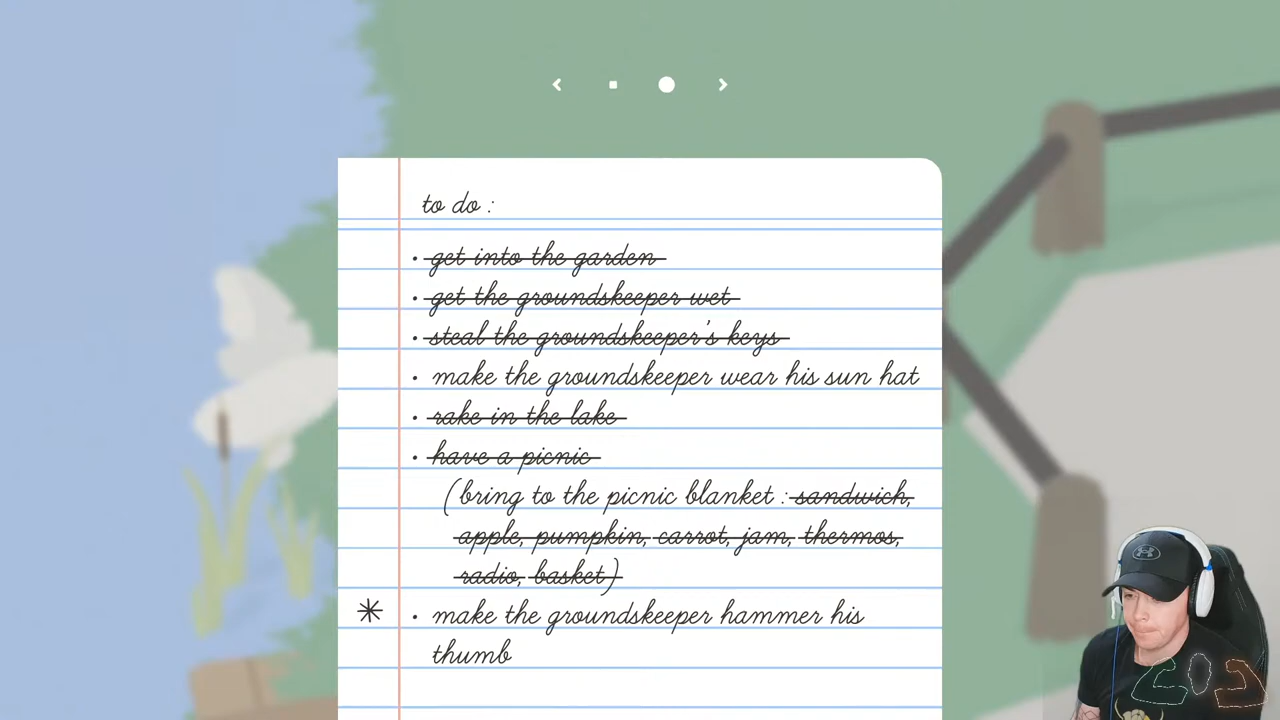 to do :
• get into the garden
• get the groundskeeper wet
• steal the groundskeeper's keys
• make the groundskeeper wear his sun hat
• rake in the lake
• have a picnic
(bring to the picnic blanket : sandwich,
apple, pumpkin, carrot, jam, thermos,
radio, basket)
• make the groundskeeper hammer his
thumb